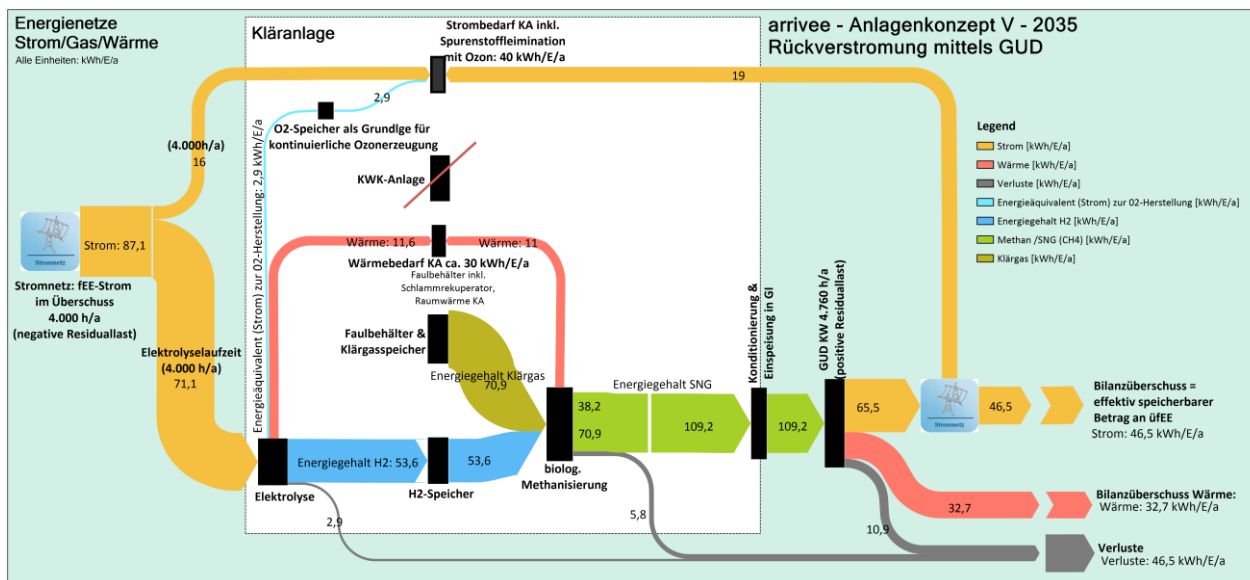 Energienetze
Strom/Gas/Wärme
Alle Einheiten: kWh/E/a
Kläranlage
Strombedarf KA inkl.
Spurenstoffleimination
mit Ozon: 40 kWh/E/a
arrivee - Anlagenkonzept V - 2035
Rückverstromung mittels GUD
19
2,9
O2-Speicher als Grundlge für
kontinuierliche Ozonerzeugung
(4.000h/a)
16
KWK-Anlage
Legend
Strom [kWh/E/a]
Wärme [kWh/E/a]
Verluste [kWh/E/a]
Energieäquivalent (Strom) zur 02-Herstellung [kWh/E/a]
Energiegehalt H2 [kWh/E/a]
Methan /SNG (CH4) [kWh/E/a]
Klärgas [kWh/E/a]
Stromnetz
Strom: 87,1
Stromnetz: fEE-Strom
im Überschuss
4.000 h/a
(negative Residuallast)
Energieäquivalent (Strom) zur 02-Herstellung: 2,9 kWh/E/a
Wärme: 11,6
Wärme: 11
Wärmebedarf KA ca. 30 kWh/E/a
Faulbehälter inkl.
Schlammrekuperator,
Raumwärme KA
Elektrolyselaufzeit
(4.000 h/a)
71,1
Faulbehälter &
Klärgasspeicher
Energiegehalt Klärgas
70,9
Konditionierung &
Einspeisung in GI
GUD KW 4.760 h/a
(positive Residuallast)
Energiegehalt SNG
38,2
70,9
109,2
109,2
65,5
Stromnetz
46,5
Bilanzüberschuss =
effektiv speicherbarer
Betrag an üfEE
Strom: 46,5 kWh/E/a
Energiegehalt H2: 53,6
53,6
Elektrolyse
H2-Speicher
biolog.
Methanisierung
2,9
5,8
10,9
32,7
Bilanzüberschuss Wärme:
Wärme: 32,7 kWh/E/a
Verluste
Verluste: 46,5 kWh/E/a